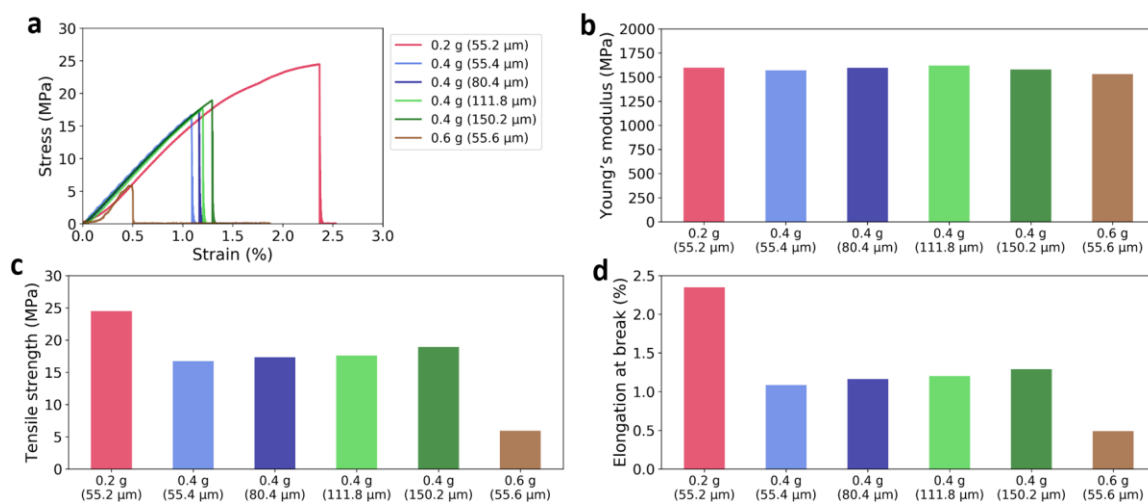 a
30
25
20
15
10
5
0
Stress (MPa)
0.0 0.5 1.0 1.5 2.0 2.5 3.0
Strain (%)
0.2 g (55.2 µm)
0.4 g (55.4 µm)
0.4 g (80.4 µm)
0.4 g (111.8 µm)
0.4 g (150.2 µm)
0.6 g (55.6 µm)
b
2000
1750
1500
1250
1000
750
500
250
0
Young's modulus (MPa)
0.2 g 0.4 g 0.4 g 0.4 g 0.4 g 0.6 g
(55.2 µm) (55.4 µm) (80.4 µm) (111.8 µm) (150.2 µm) (55.6 µm)
c
30
25
20
15
10
5
0
Tensile strength (MPa)
0.2 g 0.4 g 0.4 g 0.4 g 0.4 g 0.6 g
(55.2 µm) (55.4 µm) (80.4 µm) (111.8 µm) (150.2 µm) (55.6 µm)
d
2.5
2.0
1.5
1.0
0.5
0.0
Elongation at break (%)
0.2 g 0.4 g 0.4 g 0.4 g 0.4 g 0.6 g
(55.2 µm) (55.4 µm) (80.4 µm) (111.8 µm) (150.2 µm) (55.6 µm)